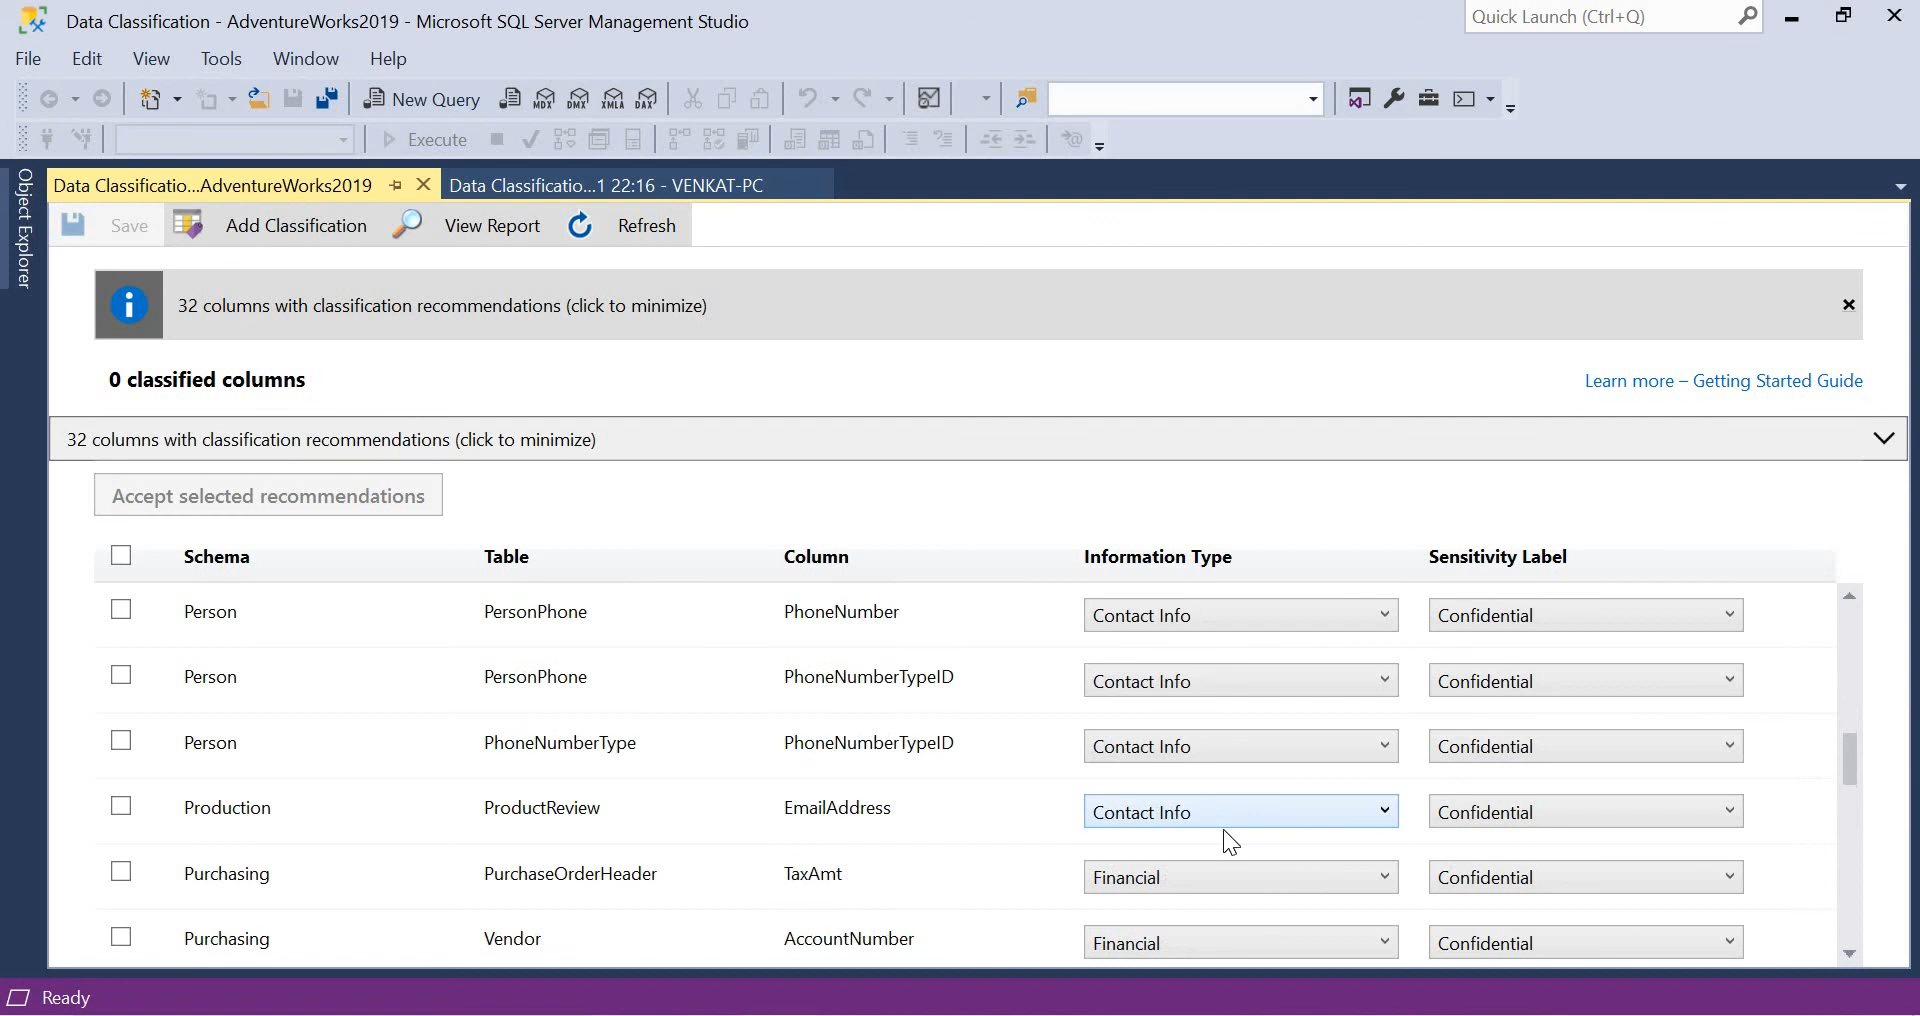 Data Classification - AdventureWorks2019 - Microsoft SQL Server Management Studio
Quick Launch (Ctrl+Q)
File Edit View Tools Window Help
New Query MDX DMX XMLA DAX
Execute
Object Explorer
Data Classificatio...AdventureWorks2019
Data Classificatio...1 22:16 - VENKAT-PC
Save Add Classification View Report Refresh
32 columns with classification recommendations (click to minimize)
0 classified columns
Learn more – Getting Started Guide
32 columns with classification recommendations (click to minimize)
Accept selected recommendations
Schema Table Column Information Type Sensitivity Label
Person PersonPhone PhoneNumber Contact Info Confidential
Person PersonPhone PhoneNumberTypeID Contact Info Confidential
Person PhoneNumberType PhoneNumberTypeID Contact Info Confidential
Production ProductReview EmailAddress Contact Info Confidential
Purchasing PurchaseOrderHeader TaxAmt Financial Confidential
Purchasing Vendor AccountNumber Financial Confidential
Ready